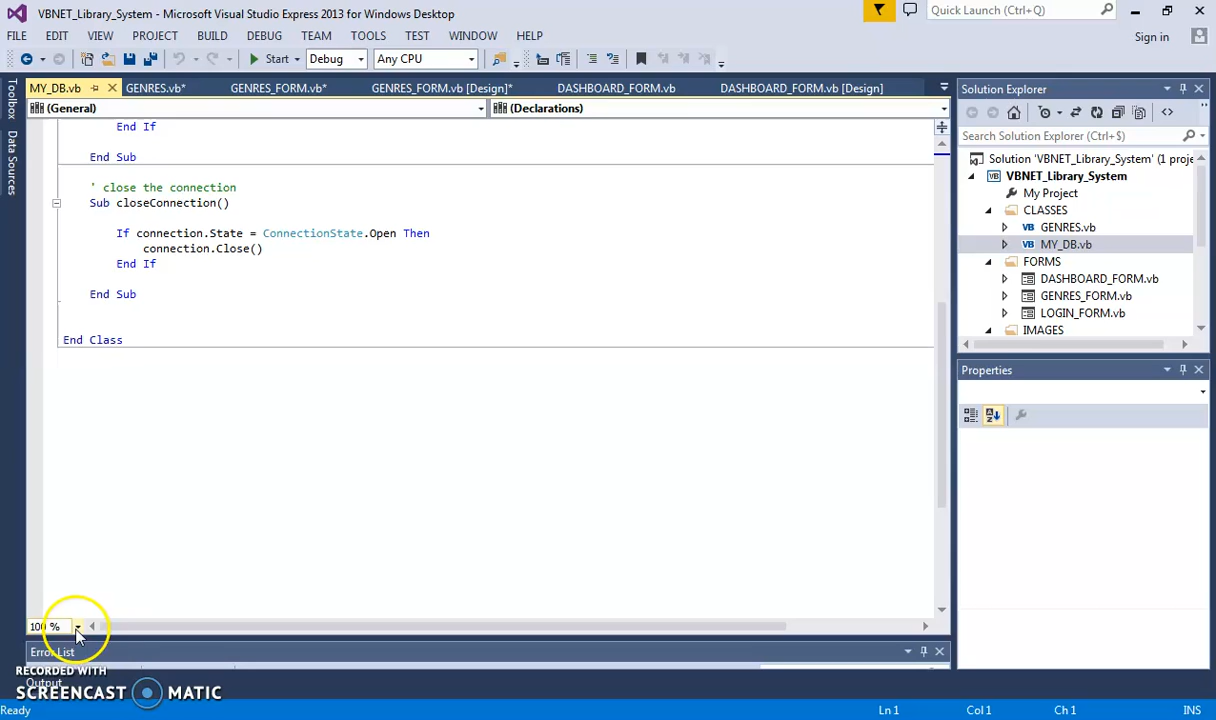 VBNET_Library_System - Microsoft Visual Studio Express 2013 for Windows Desktop
Quick Launch (Ctrl+Q)
FILE EDIT VIEW PROJECT BUILD DEBUG TEAM TOOLS TEST WINDOW HELP
Sign in
Start Debug Any CPU
Toolbox
Data Sources
MY_DB.vb GENRES.vb* GENRES_FORM.vb* GENRES_FORM.vb [Design]* DASHBOARD_FORM.vb DASHBOARD_FORM.vb [Design]
(General) (Declarations)
End If
End Sub
' close the connection
Sub closeConnection()
If connection.State = ConnectionState.Open Then
connection.Close()
End If
End Sub
End Class
100 %
Error List
Output
RECORDED WITH
SCREENCAST MATIC
Solution Explorer
Search Solution Explorer (Ctrl+$)
Solution 'VBNET_Library_System' (1 proje
VBNET_Library_System
My Project
CLASSES
GENRES.vb
MY_DB.vb
FORMS
DASHBOARD_FORM.vb
GENRES_FORM.vb
LOGIN_FORM.vb
IMAGES
Properties
Ln 1 Col 1 Ch 1 INS